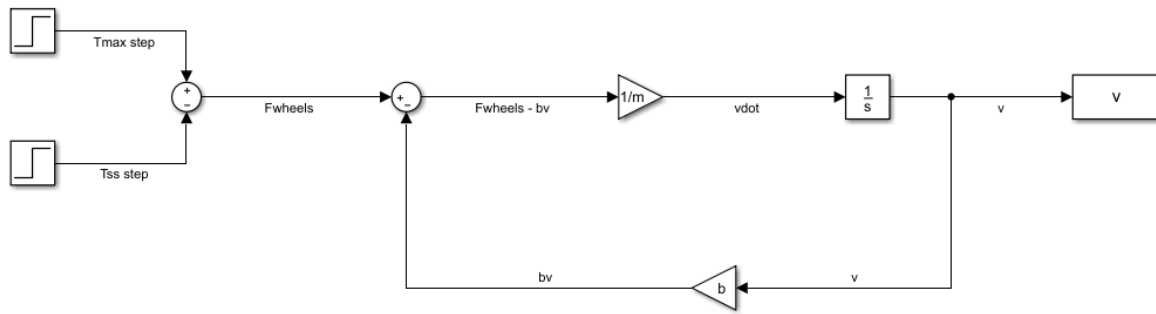 Tmax step
+
−
Fwheels
+
−
Fwheels - bv
1/m
vdot
1
s
v
v
Tss step
bv
b
v